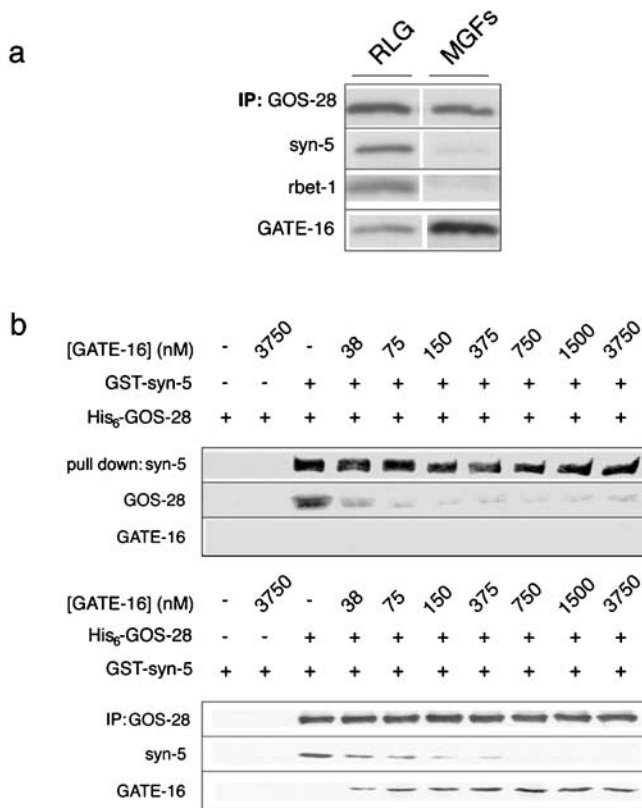 a
RLG MGFs
IP: GOS-28
syn-5
rbet-1
GATE-16
b
[GATE-16] (nM) - 3750 - 38 75 150 375 750 1500 3750
GST-syn-5 - - + + + + + + + +
His₆-GOS-28 + + + + + + + + + +
pull down: syn-5
GOS-28
GATE-16
[GATE-16] (nM) - 3750 - 38 75 150 375 750 1500 3750
His₆-GOS-28 - - + + + + + + + +
GST-syn-5 + + + + + + + + + +
IP: GOS-28
syn-5
GATE-16